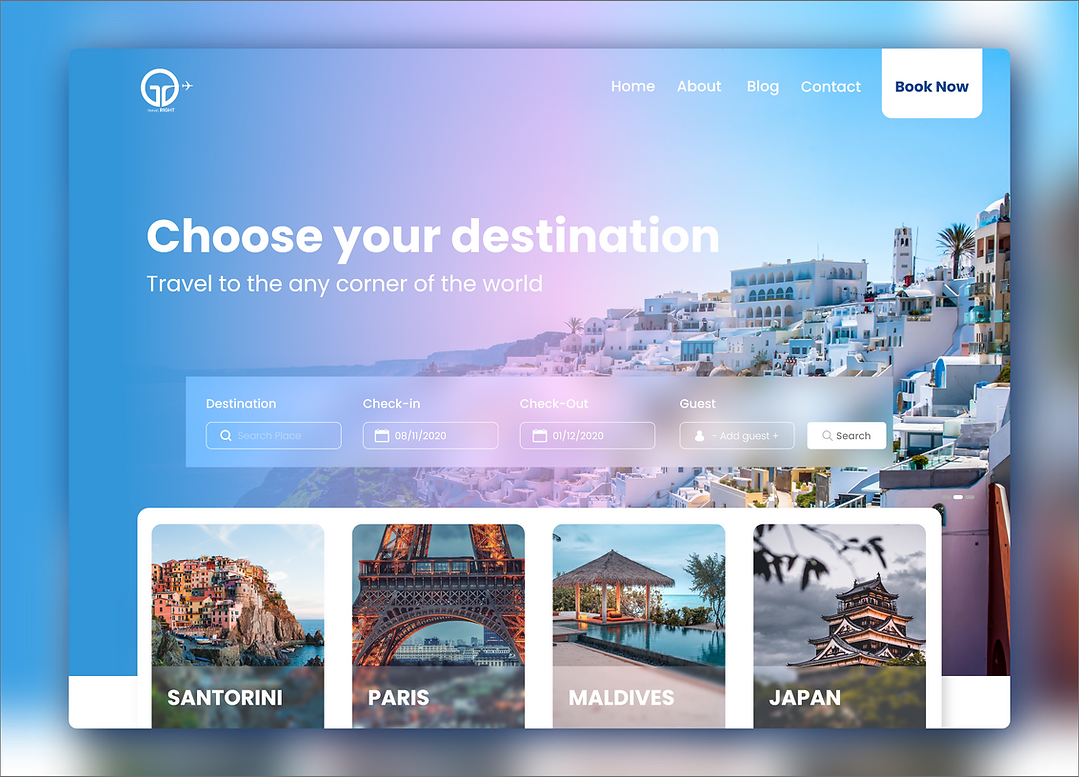 TRAVEL RIGHT
Home About Blog Contact Book Now
Choose your destination
Travel to the any corner of the world
Destination Check-in Check-Out Guest
Search Place 08/11/2020 01/12/2020 - Add guest + Search
SANTORINI PARIS MALDIVES JAPAN